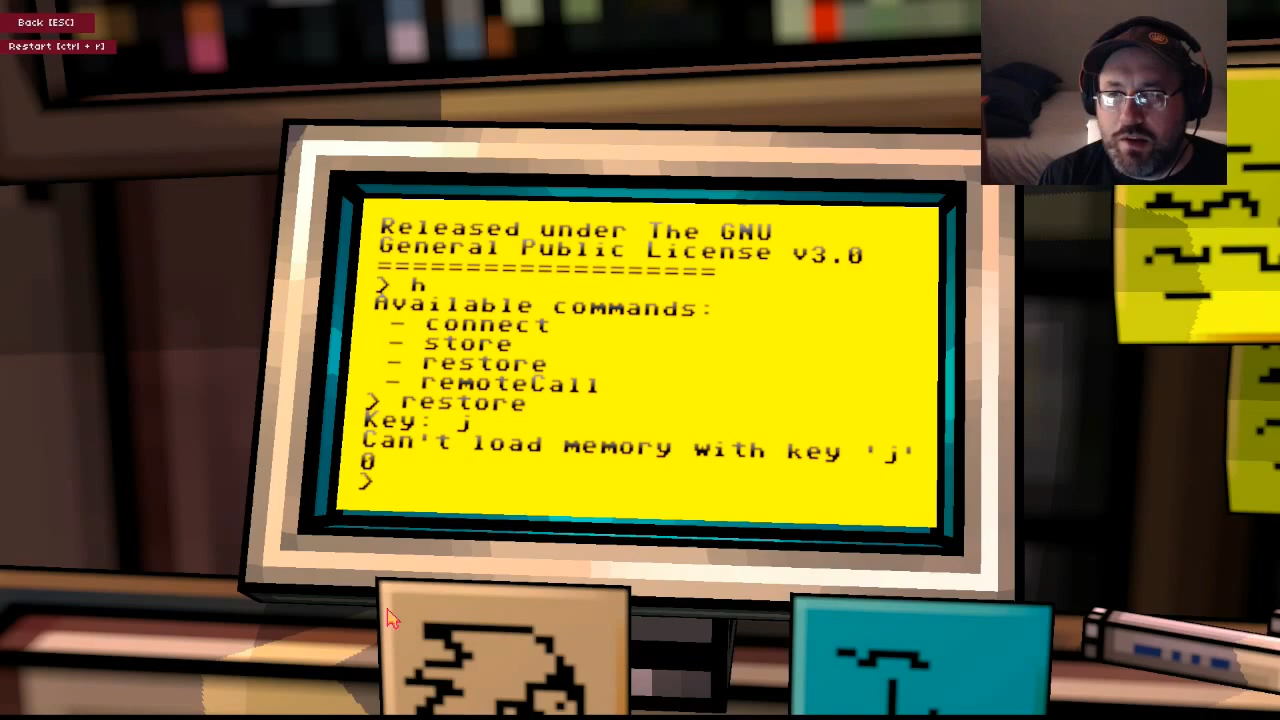 Back [ESC]
Restart [ctrl + r]
Released under The GNU
General Public License v3.0
===================
> h
Available commands:
- connect
- store
- restore
- remoteCall
> restore
Key: j
Can't load memory with key 'j'
0
>